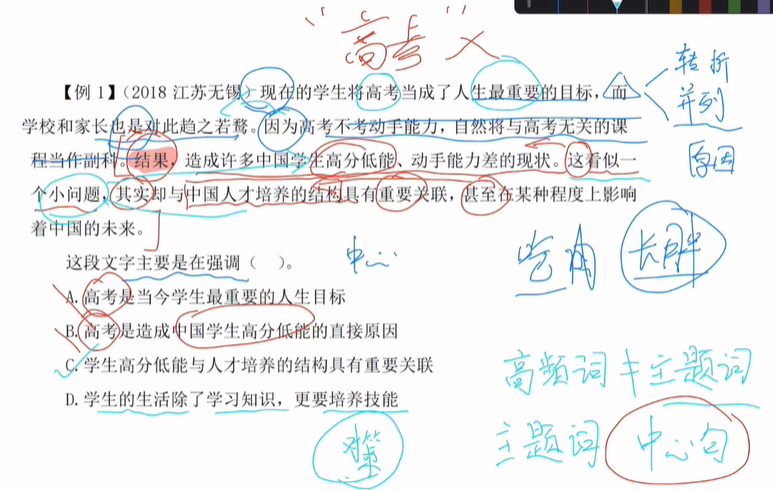 “高考”×
【例 1】(2018 江苏无锡) 现在的学生将高考当成了人生最重要的目标，而
学校和家长也是对此趋之若鹜。因为高考不考动手能力，自然将与高考无关的课
程当作副科。结果，造成许多中国学生高分低能、动手能力差的现状。这看似一
个小问题，其实却与中国人才培养的结构具有重要关联，甚至在某种程度上影响
着中国的未来。
转折
并列
原因
这段文字主要是在强调（ ）。
中心
A. 高考是当今学生最重要的人生目标
B. 高考是造成中国学生高分低能的直接原因
C. 学生高分低能与人才培养的结构具有重要关联
D. 学生的生活除了学习知识，更要培养技能
对策
高频词≠主题词
主题词 中心句